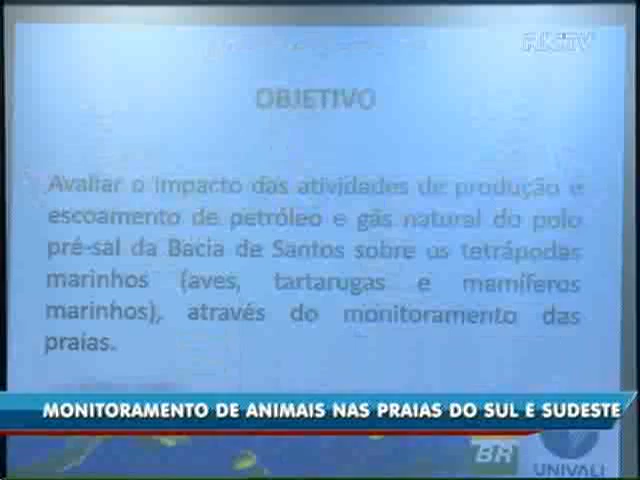 RICTV
OBJETIVO
Avaliar o impacto das atividades de produção e
escoamento de petróleo e gás natural do polo
pré-sal da Bacia de Santos sobre os tetrápodas
marinhos (aves, tartarugas e mamíferos
marinhos), através do monitoramento das
praias.
MONITORAMENTO DE ANIMAIS NAS PRAIAS DO SUL E SUDESTE
BR
UNIVALI